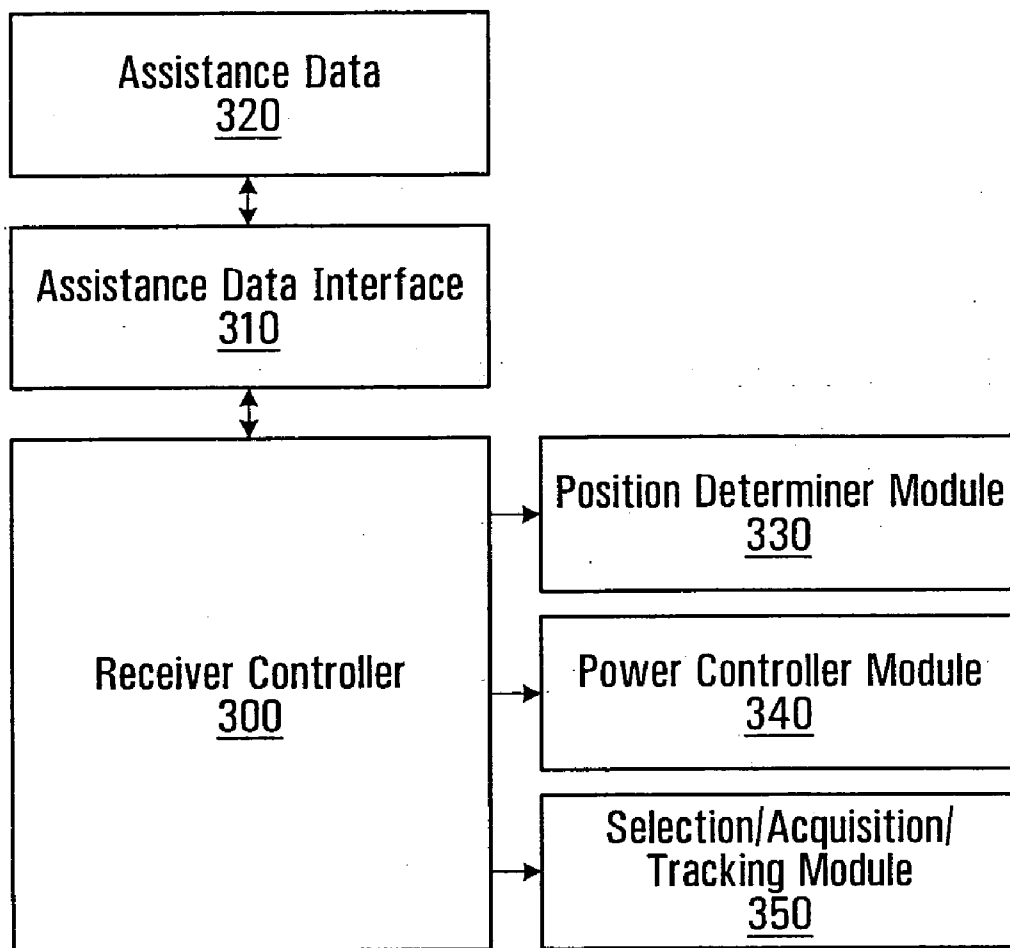 Assistance Data
320
Assistance Data Interface
310
Receiver Controller
300
Position Determiner Module
330
Power Controller Module
340
Selection/Acquisition/
Tracking Module
350